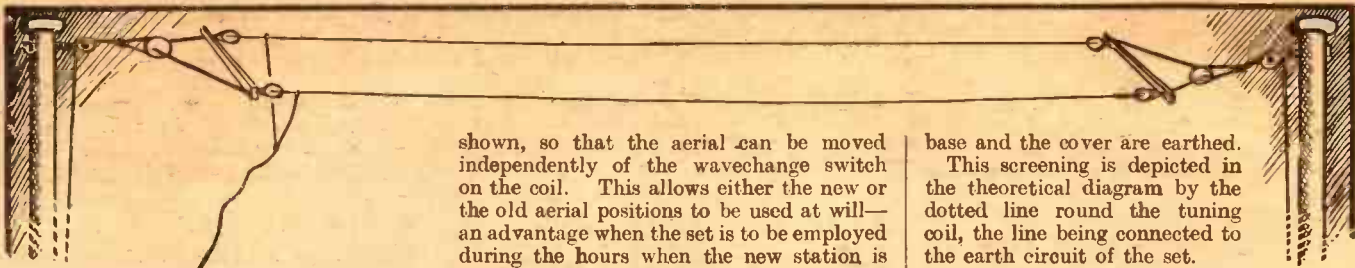 shown, so that the aerial can be moved
independently of the wavechange switch
on the coil. This allows either the new or
the old aerial positions to be used at will—
an advantage when the set is to be employed
during the hours when the new station is
base and the cover are earthed.
This screening is depicted in
the theoretical diagram by the
dotted line round the tuning
coil, the line being connected to
the earth circuit of the set.